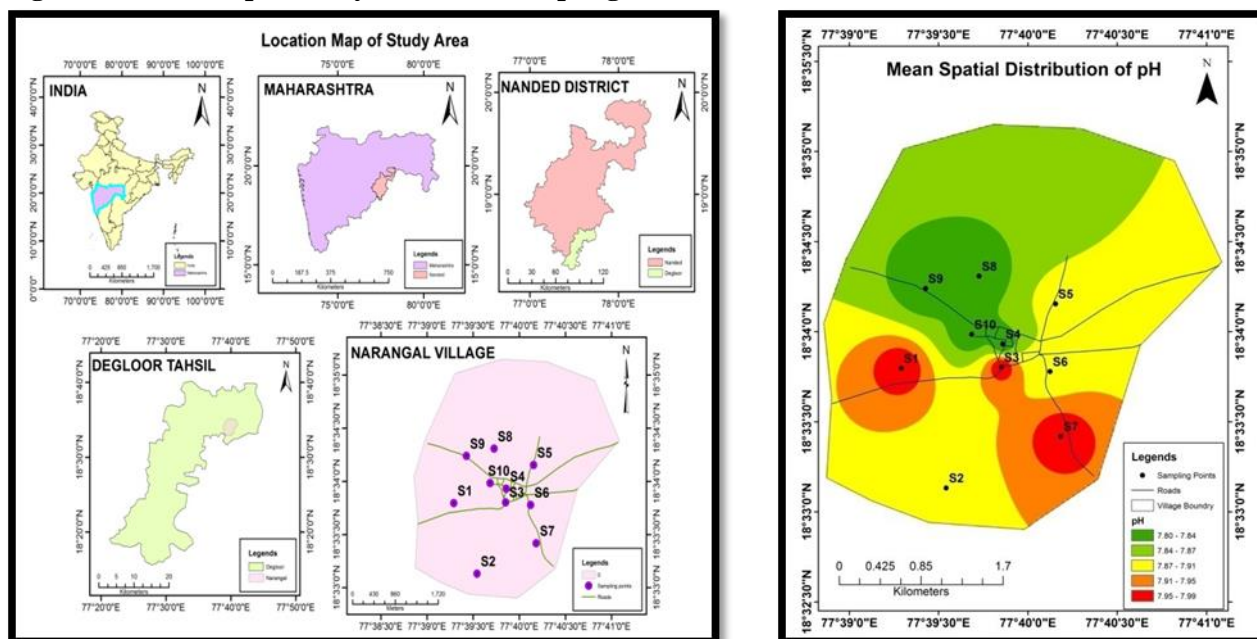 Location Map of Study Area
INDIA
70°0'0"E 80°0'0"E 90°0'0"E 100°0'0"E
N
40°0'0"N
30°0'0"N
20°0'0"N
10°0'0"N
0°0'0"
Legends
India
Maharashtra
0 425 850 1,700
Kilometers
70°0'0"E 80°0'0"E 90°0'0"E 100°0'0"E
MAHARASHTRA
75°0'0"E 80°0'0"E
N
20°0'0"N
15°0'0"N
Legends
Maharashtra
Nanded
0 187.5 375 750
Kilometers
75°0'0"E 80°0'0"E
NANDED DISTRICT
77°0'0"E 78°0'0"E
N
20°0'0"N
19°0'0"N
Legends
Nanded
Degloor
0 30 60 120
Kilometers
77°0'0"E 78°0'0"E
DEGLOOR TAHSIL
77°20'0"E 77°30'0"E 77°40'0"E 77°50'0"E
N
18°40'0"N
18°30'0"N
18°20'0"N
Legends
Degloor
Narangal
0 10 20
Kilometers
77°20'0"E 77°30'0"E 77°40'0"E 77°50'0"E
NARANGAL VILLAGE
77°38'30"E 77°39'0"E 77°39'30"E 77°40'0"E 77°40'30"E 77°41'0"E
N
S9
S8
S5
S10
S4
S1
S3
S6
S7
S2
Legends
Sampling points
Roads
0 430 860 1,720
Meters
77°38'30"E 77°39'0"E 77°39'30"E 77°40'0"E 77°40'30"E 77°41'0"E
77°39'0"E 77°39'30"E 77°40'0"E 77°40'30"E 77°41'0"E
Mean Spatial Distribution of pH
N
18°35'30"N
18°35'0"N
18°34'30"N
18°34'0"N
18°33'30"N
18°33'0"N
18°32'30"N
S8
S9
S5
S10
S4
S3
S1
S6
S7
S2
Legends
Sampling Points
Roads
Village Boundry
pH
7.80 - 7.84
7.84 - 7.87
7.87 - 7.91
7.91 - 7.95
7.95 - 7.99
0 0.425 0.85 1.7
Kilometers
77°39'0"E 77°39'30"E 77°40'0"E 77°40'30"E 77°41'0"E